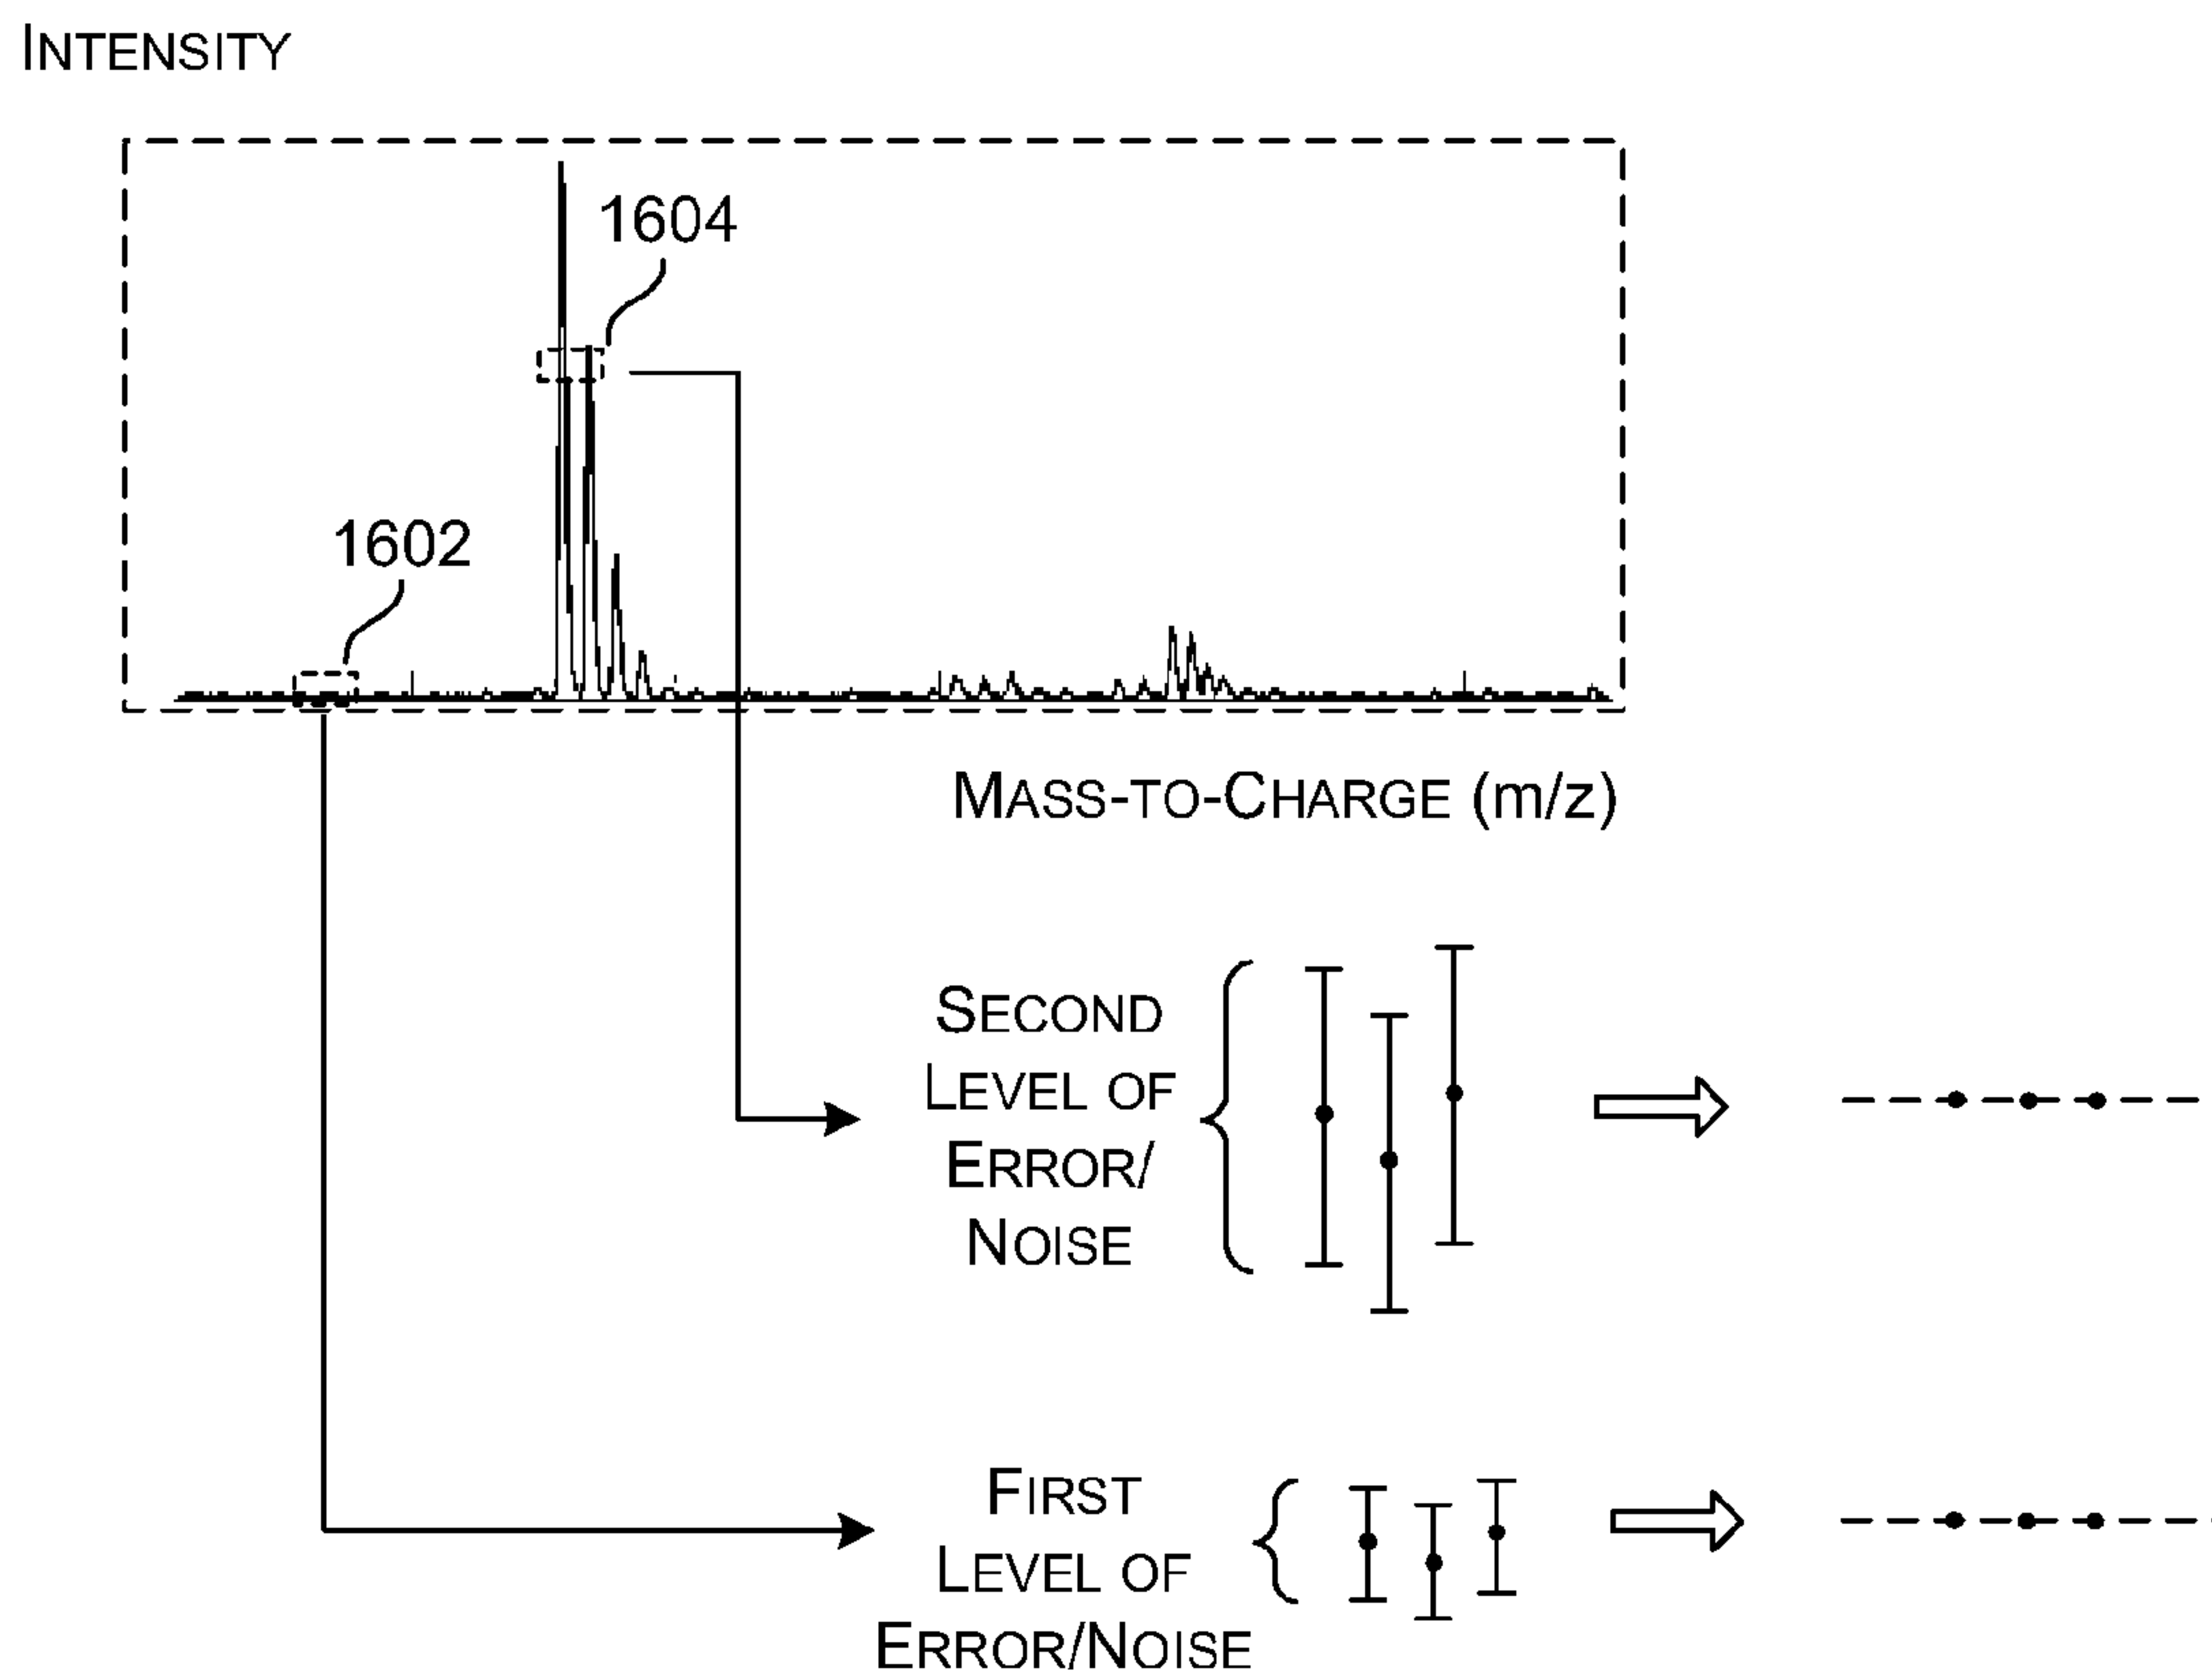 INTENSITY
1604
1602
MASS-TO-CHARGE (m/z)
SECOND
LEVEL OF
ERROR/
NOISE
FIRST
LEVEL OF
ERROR/NOISE